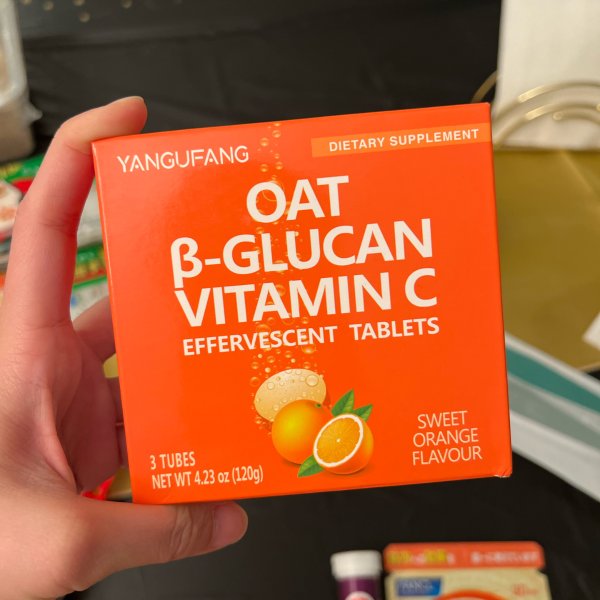 YANGUFANG
DIETARY SUPPLEMENT
OAT
β-GLUCAN
VITAMIN C
EFFERVESCENT TABLETS
SWEET
ORANGE
FLAVOUR
3 TUBES
NET WT 4.23 oz (120g)